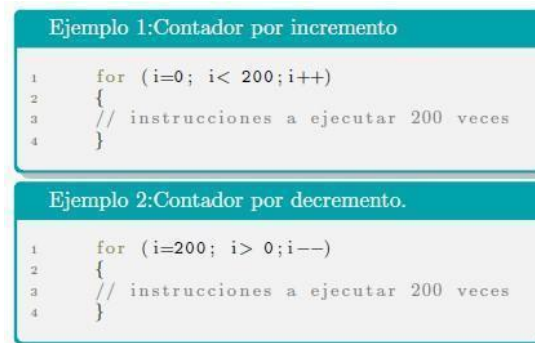 Ejemplo 1:Contador por incremento
1 for (i=0; i< 200;i++)
2 {
3 // instrucciones a ejecutar 200 veces
4 }
Ejemplo 2:Contador por decremento.
1 for (i=200; i> 0;i−−)
2 {
3 // instrucciones a ejecutar 200 veces
4 }